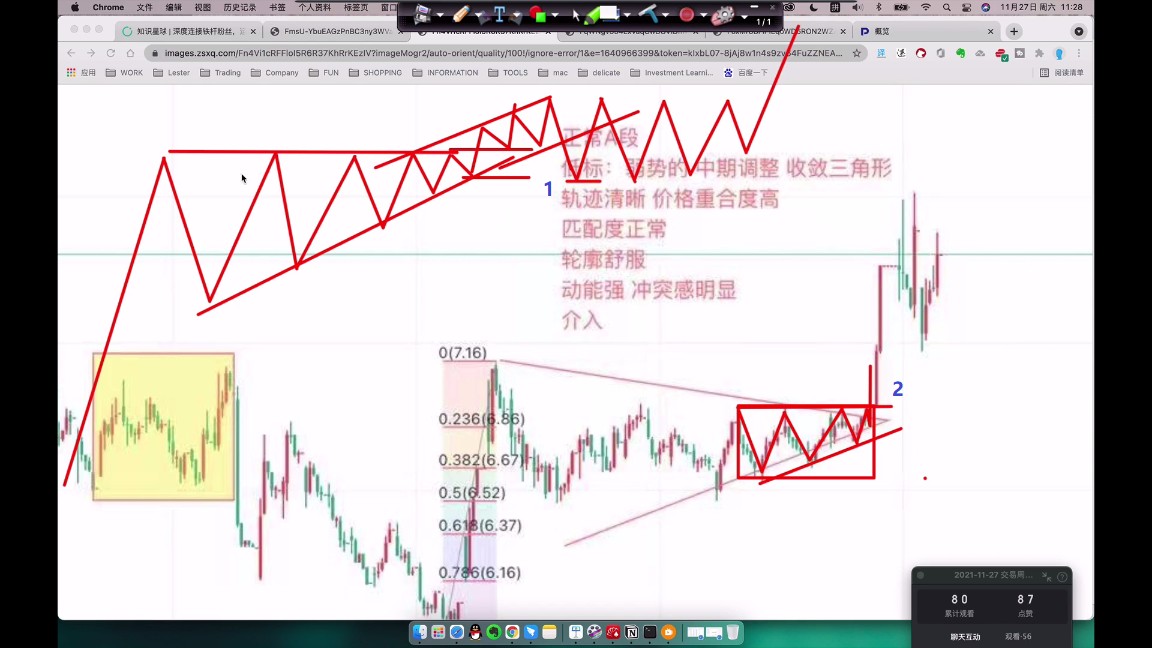 Chrome 文件 编辑 视图 历史记录 书签 个人资料 标签页 窗口
拼 11月27日 周六 11:28
1/1
知识星球 | 深度连接铁杆粉丝,
FmsU-YbuEAGzPnBC3ny3WV
概览
images.zsxq.com/Fn4Vi1cRFFloI5R6R37KhRrKEzIV?imageMogr2/auto-orient/quality/100!/ignore-error/1&e=1640966399&token=
应用 WORK Lester Trading Company FUN SHOPPING INFORMATION TOOLS mac delicate Investment Learni... 百度一下 阅读清单
正常A段
低标：弱势的 中期调整 收敛三角形
1
轨迹清晰 价格重合度高
匹配度正常
轮廓舒服
动能强 冲突感明显
介入
0(7.16)
2
0.236(6.86)
0.382(6.67)
0.5(6.52)
0.618(6.37)
0.786(6.16)
2021-11-27 交易周...
80 87
累计观看 点赞
聊天互动 观看·56